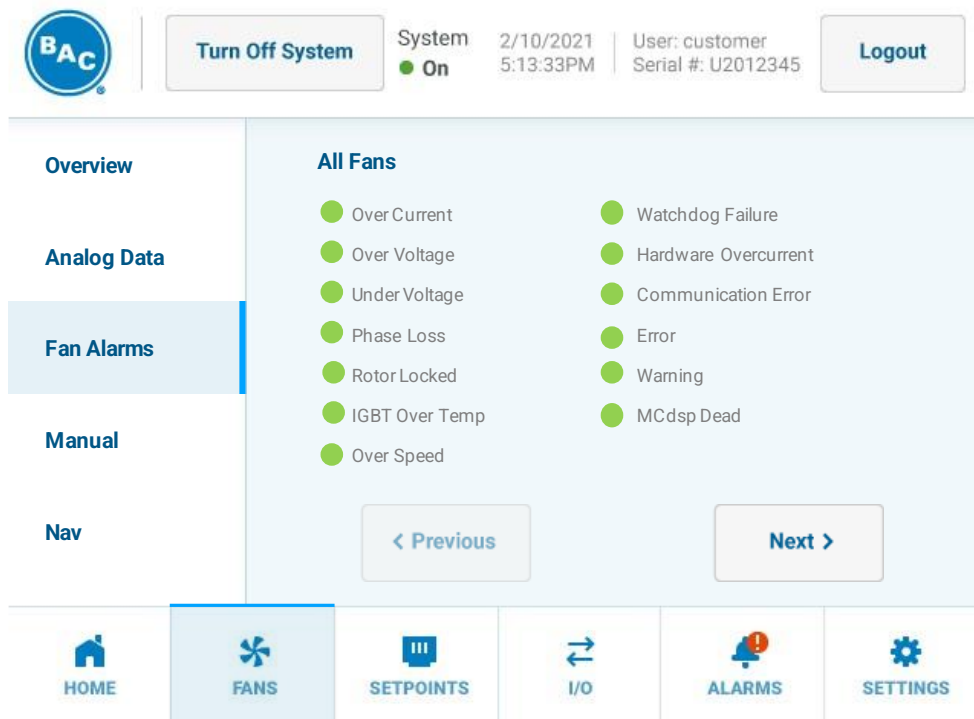 BAC
®
Turn Off System
System
On
2/10/2021
5:13:33PM
User: customer
Serial #: U2012345
Logout
Overview
Analog Data
Fan Alarms
Manual
Nav
All Fans
Over Current
Over Voltage
Under Voltage
Phase Loss
Rotor Locked
IGBT Over Temp
Over Speed
Watchdog Failure
Hardware Overcurrent
Communication Error
Error
Warning
MCdsp Dead
< Previous
Next >
HOME
FANS
SETPOINTS
I/O
ALARMS
SETTINGS